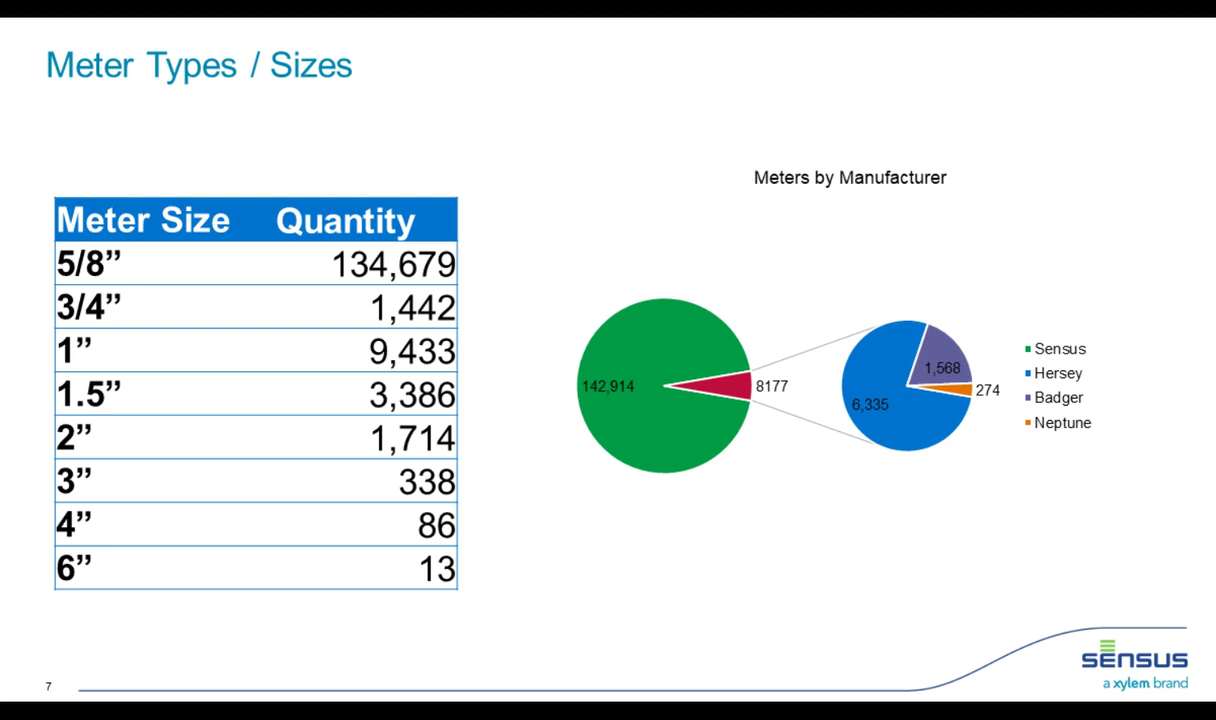 Meter Types / Sizes
Meters by Manufacturer
Meter Size Quantity
5/8” 134,679
3/4” 1,442
1” 9,433
1.5” 3,386
2” 1,714
3” 338
4” 86
6” 13
142,914
8177
1,568
6,335
274
Sensus
Hersey
Badger
Neptune
sensus
a xylem brand
7